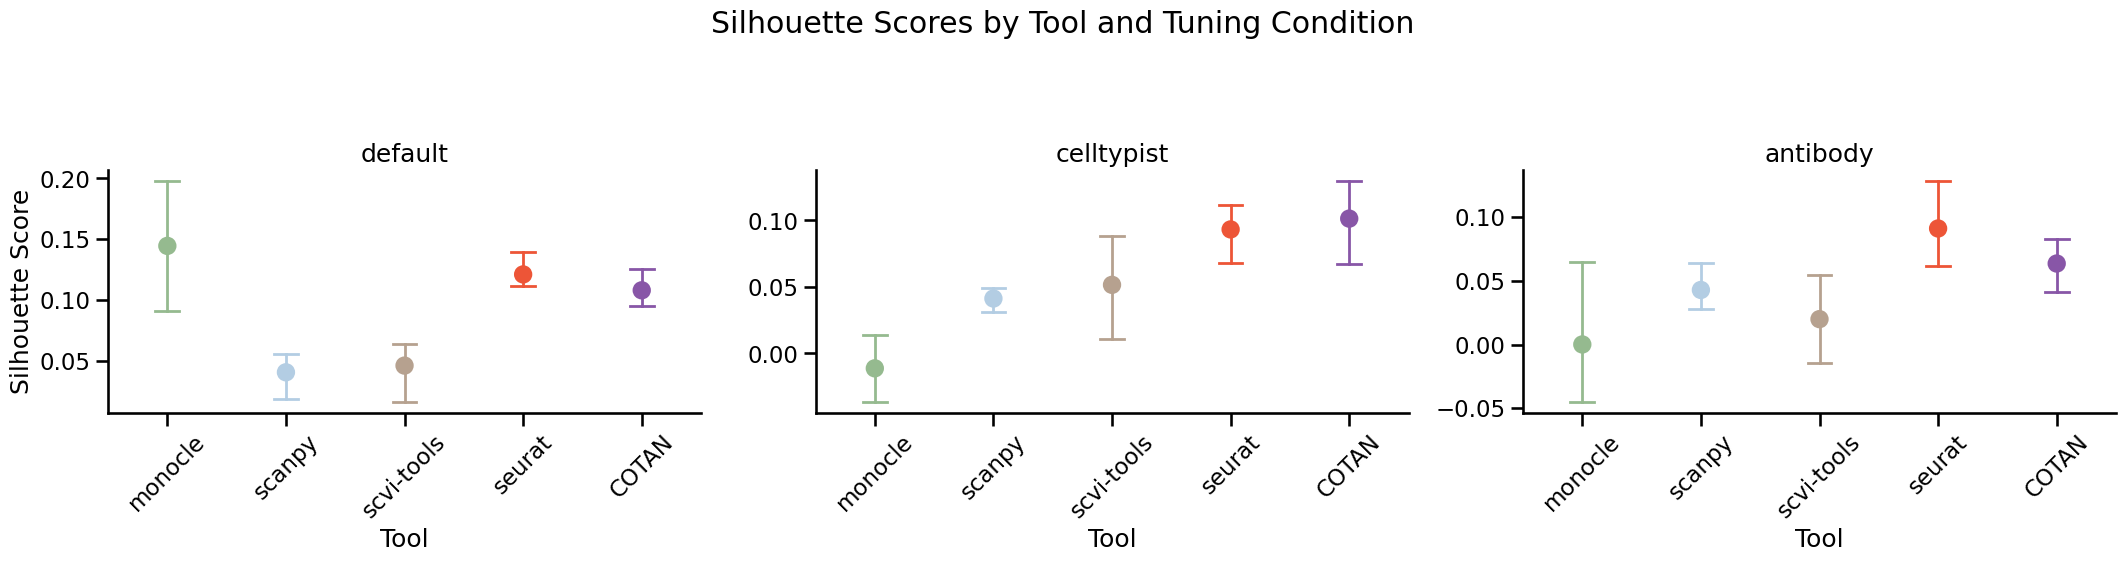 Silhouette Scores by Tool and Tuning Condition
default
Silhouette Score
0.20
0.15
0.10
0.05
monocle
scanpy
scvi-tools
seurat
COTAN
Tool
celltypist
0.10
0.05
0.00
monocle
scanpy
scvi-tools
seurat
COTAN
Tool
antibody
0.10
0.05
0.00
−0.05
monocle
scanpy
scvi-tools
seurat
COTAN
Tool